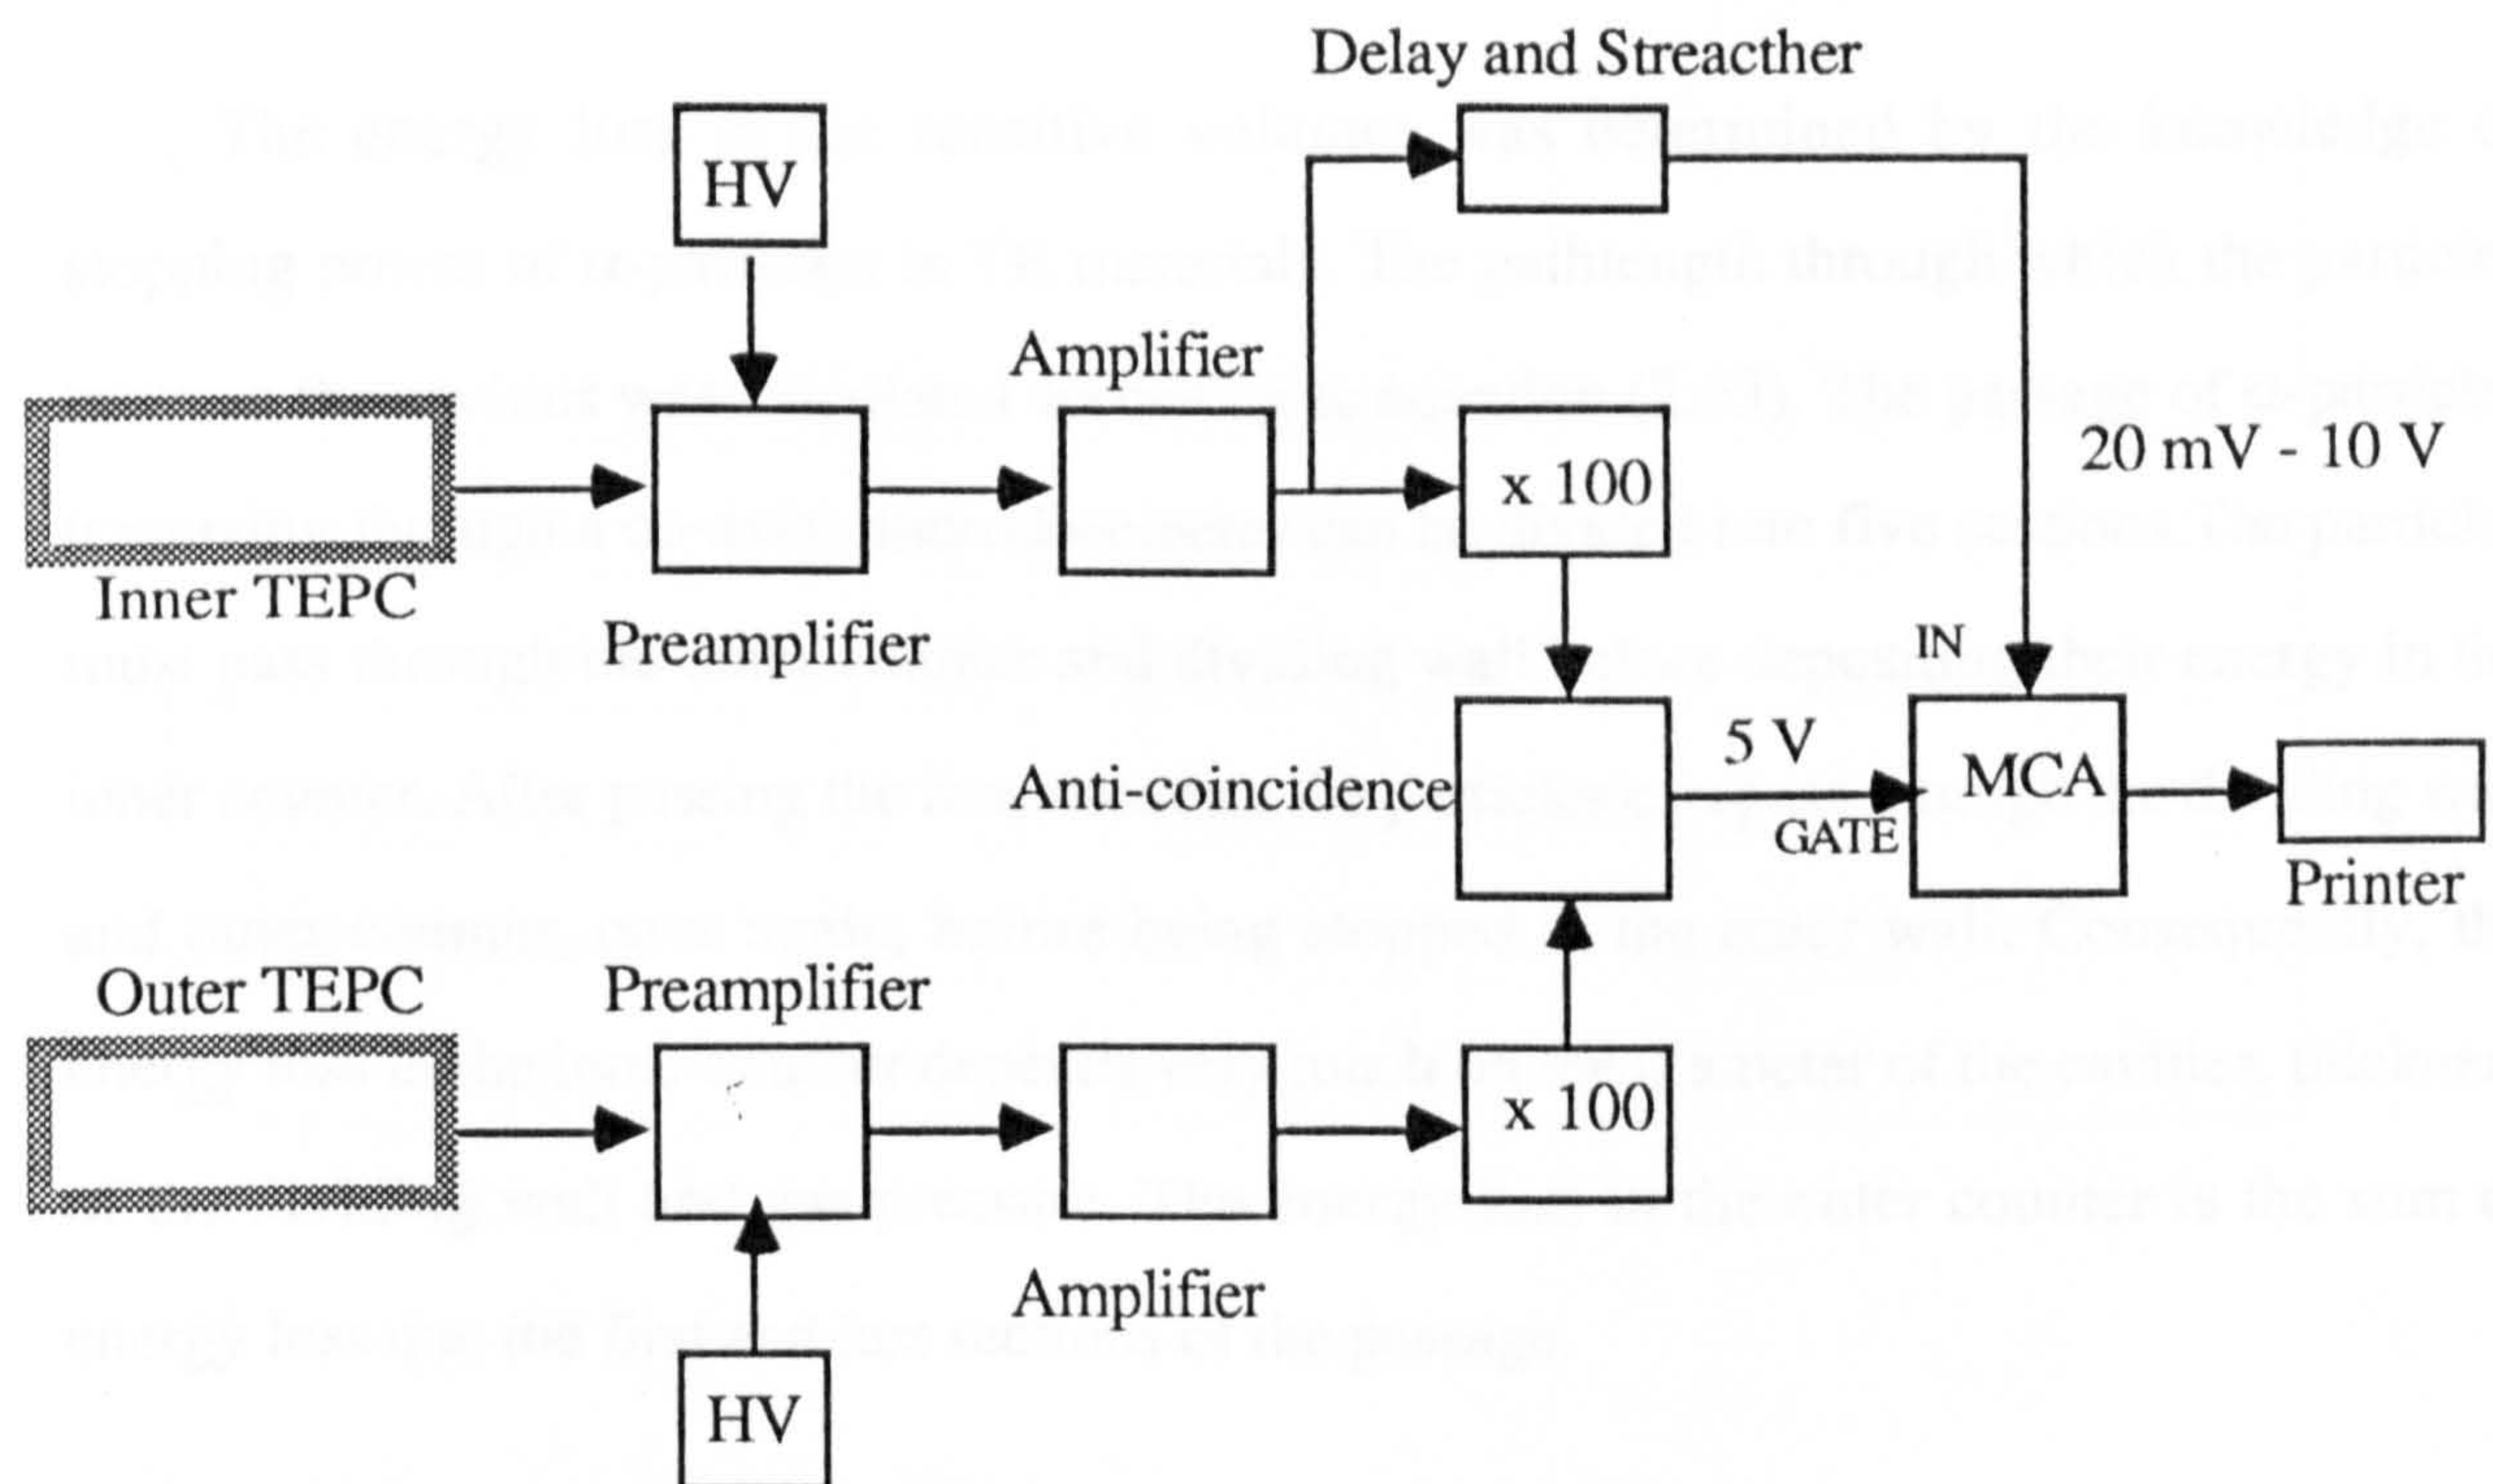 Delay and Streacther
HV
Amplifier
x 100
20 mV - 10 V
Inner TEPC
Preamplifier
IN
5 V
Anti-coincidence
MCA
GATE
Printer
Outer TEPC
Preamplifier
x 100
Amplifier
HV